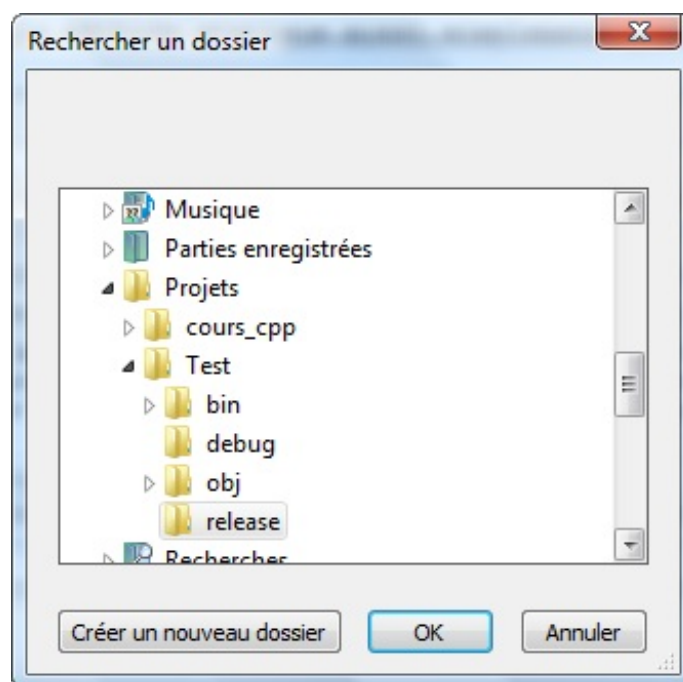 Rechercher un dossier
Musique
Parties enregistrées
Projets
cours_cpp
Test
bin
debug
obj
release
Recherches
Créer un nouveau dossier OK Annuler